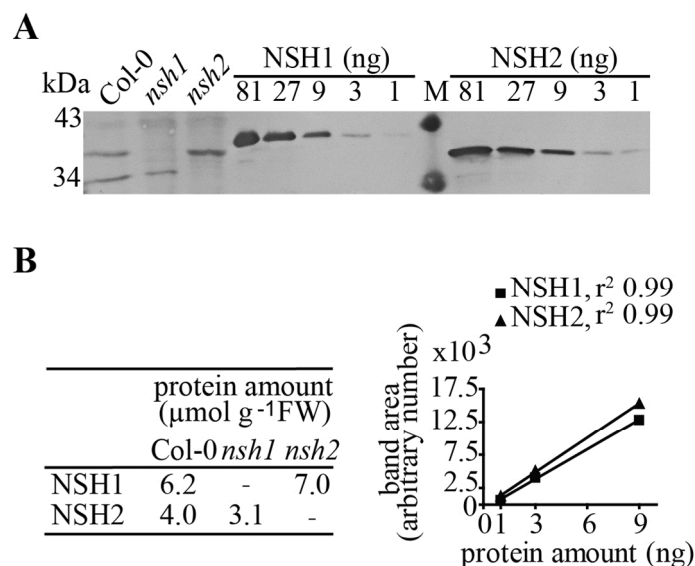 A
NSH1 (ng) NSH2 (ng)
kDa Col-0 nsh1 nsh2 81 27 9 3 1 M 81 27 9 3 1
43
34
B
NSH1, r² 0.99
NSH2, r² 0.99
x10³
protein amount
(µmol g⁻¹FW)
Col-0 nsh1 nsh2
NSH1 6.2 - 7.0
NSH2 4.0 3.1 -
band area
(arbitrary number)
17.5
12.5
7.5
2.5
0
0 1 3 6 9
protein amount (ng)